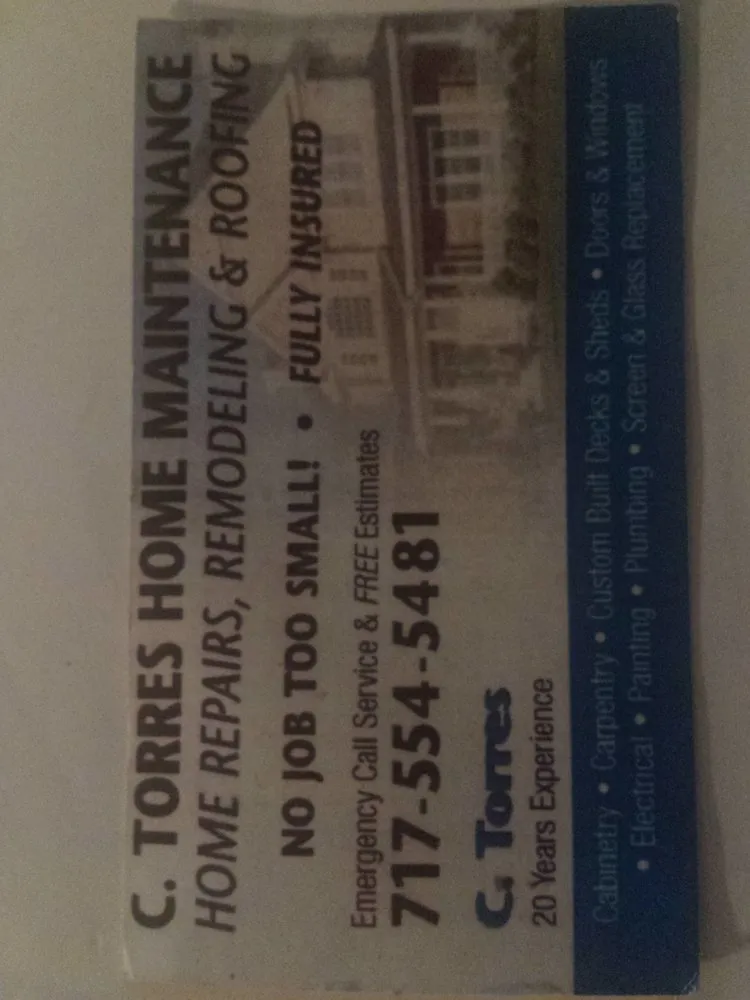 C. TORRES HOME MAINTENANCE
HOME REPAIRS, REMODELING & ROOFING
NO JOB TOO SMALL! • FULLY INSURED
Emergency Call Service & FREE Estimates
717-554-5481
C. Torres
20 Years Experience
Cabinetry • Carpentry • Custom Built Decks & Sheds • Doors & Windows
• Electrical • Painting • Plumbing • Screen & Glass Replacement